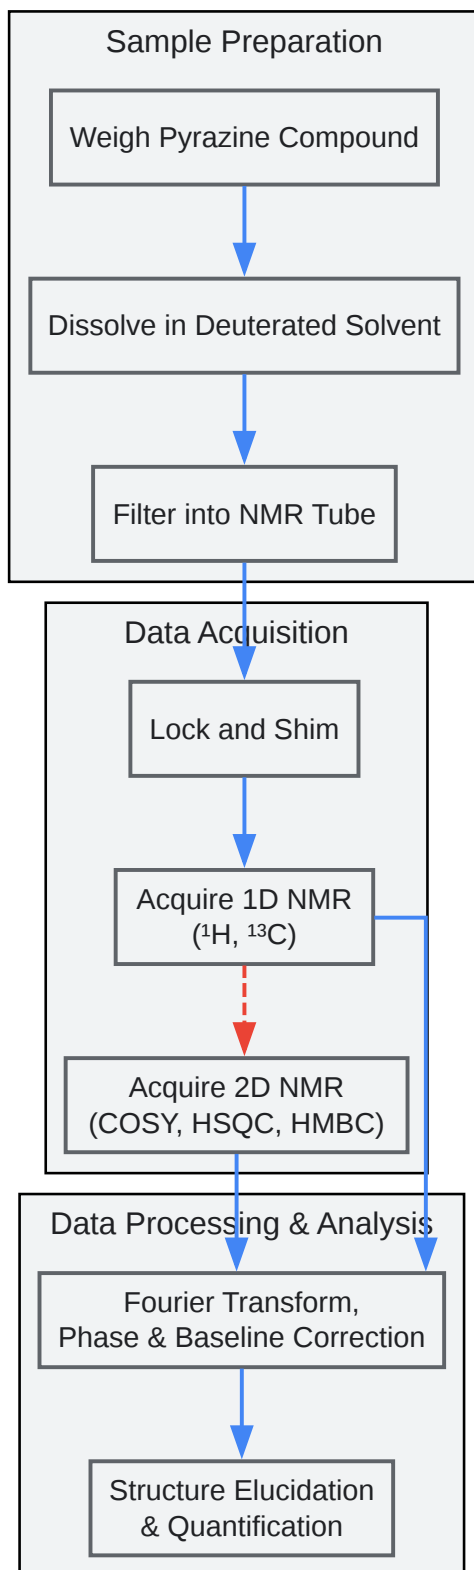 Sample Preparation
Weigh Pyrazine Compound
Dissolve in Deuterated Solvent
Filter into NMR Tube
Data Acquisition
Lock and Shim
Acquire 1D NMR
(¹H, ¹³C)
Acquire 2D NMR
(COSY, HSQC, HMBC)
Data Processing & Analysis
Fourier Transform,
Phase & Baseline Correction
Structure Elucidation
& Quantification